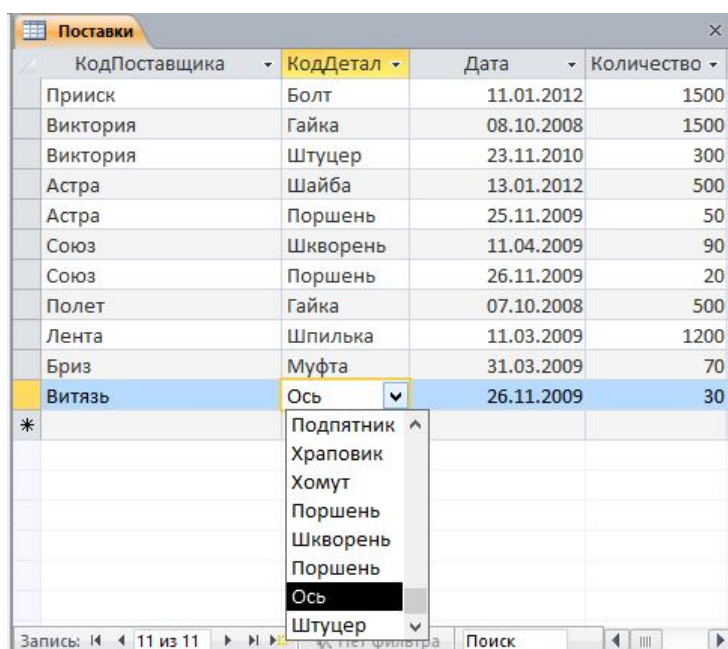 Поставки
КодПоставщика КодДетал Дата Количество
Прииск Болт 11.01.2012 1500
Виктория Гайка 08.10.2008 1500
Виктория Штуцер 23.11.2010 300
Астра Шайба 13.01.2012 500
Астра Поршень 25.11.2009 50
Союз Шкворень 11.04.2009 90
Союз Поршень 26.11.2009 20
Полет Гайка 07.10.2008 500
Лента Шпилька 11.03.2009 1200
Бриз Муфта 31.03.2009 70
Витязь Ось 26.11.2009 30
Подпятник
Храповик
Хомут
Поршень
Шкворень
Поршень
Ось
Штуцер
Запись: 11 из 11 Нет фильтра Поиск